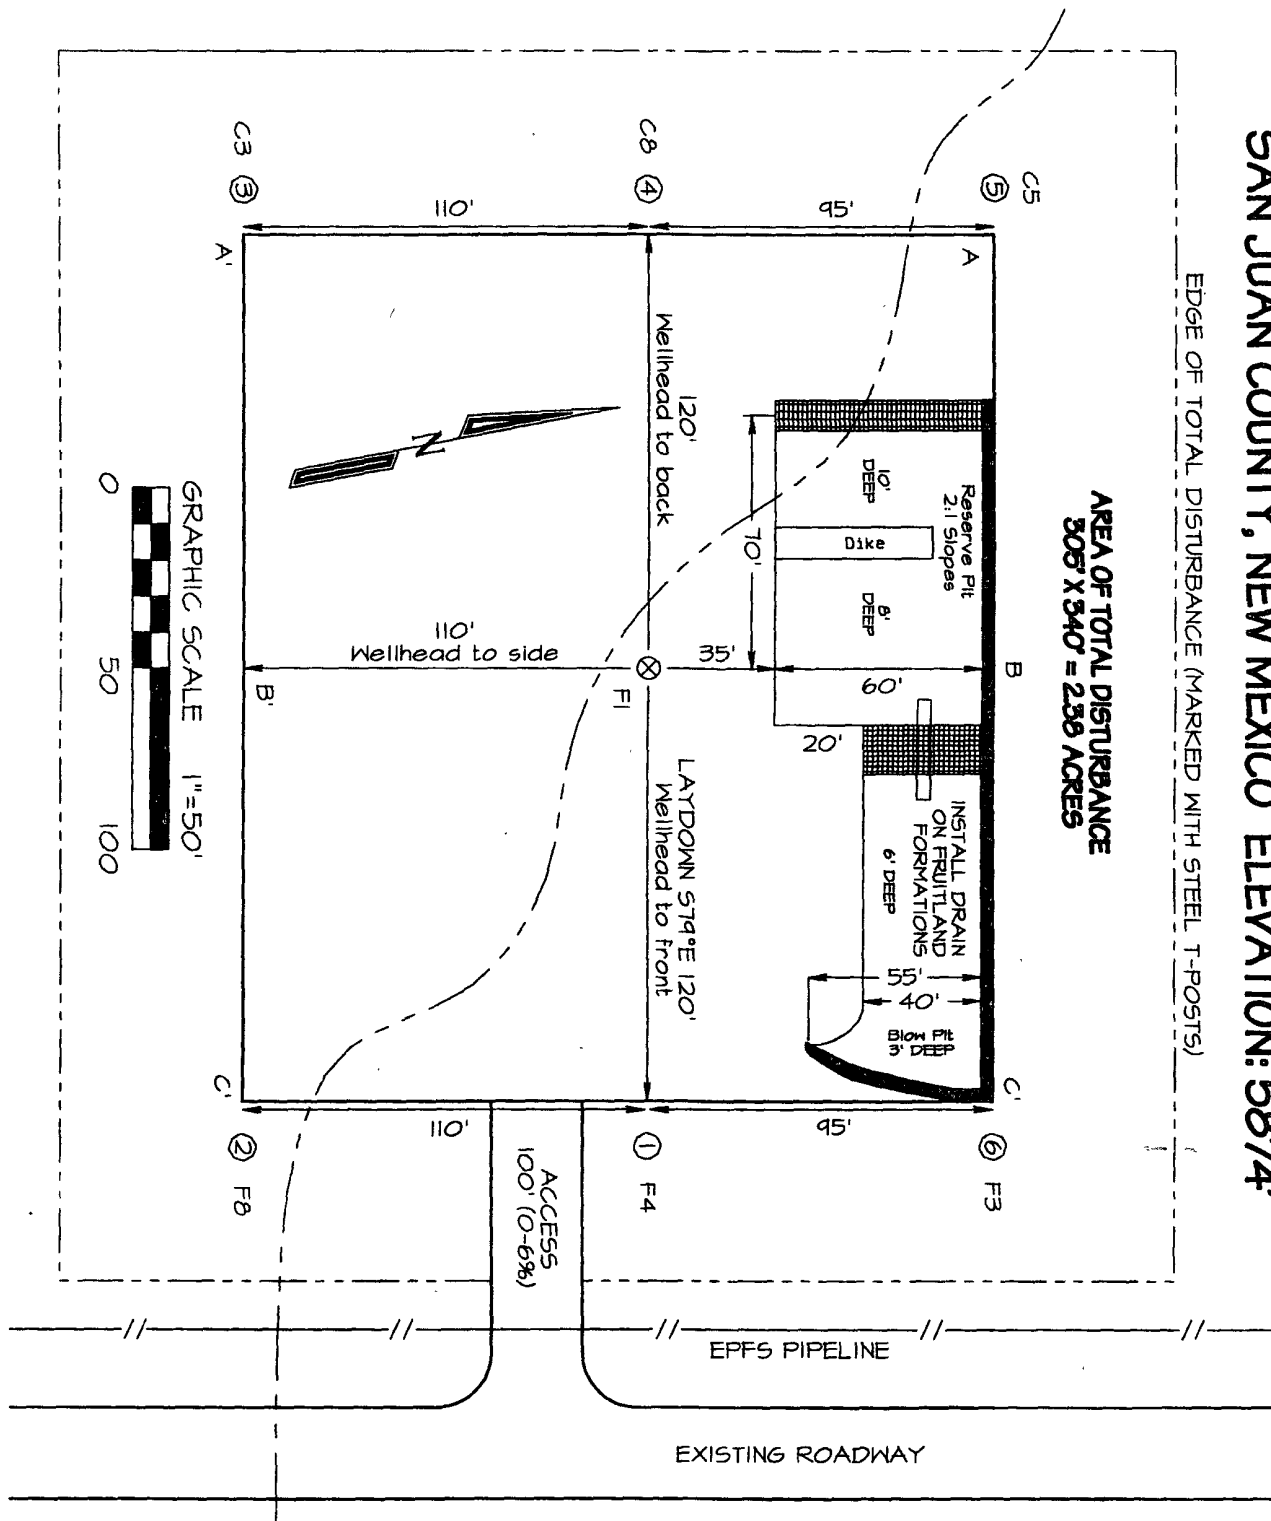 SAN JUAN COUNTY, NEW MEXICO ELEVATION: 5874'
EDGE OF TOTAL DISTURBANCE (MARKED WITH STEEL T-POSTS)
AREA OF TOTAL DISTURBANCE
305' X 340' = 2.38 ACRES
C3 ③
C8 ④
C5
⑤
110'
95'
A'
A
120'
Wellhead to back
Reserve Pit
2:1 Slopes
10'
DEEP
Dike
8'
DEEP
70'
N
110'
Wellhead to side
F1
35'
60'
B'
B
20'
LAYDOWN S79°E 120'
Wellhead to front
INSTALL DRAIN
ON FRUITLAND
FORMATIONS
6' DEEP
55'
40'
Blow Pit
3' DEEP
C'
C'
110'
95'
② F8
① F4
⑥ F3
ACCESS
100' (0-6%)
GRAPHIC SCALE 1"=50'
0 50 100
EPFS PIPELINE
EXISTING ROADWAY